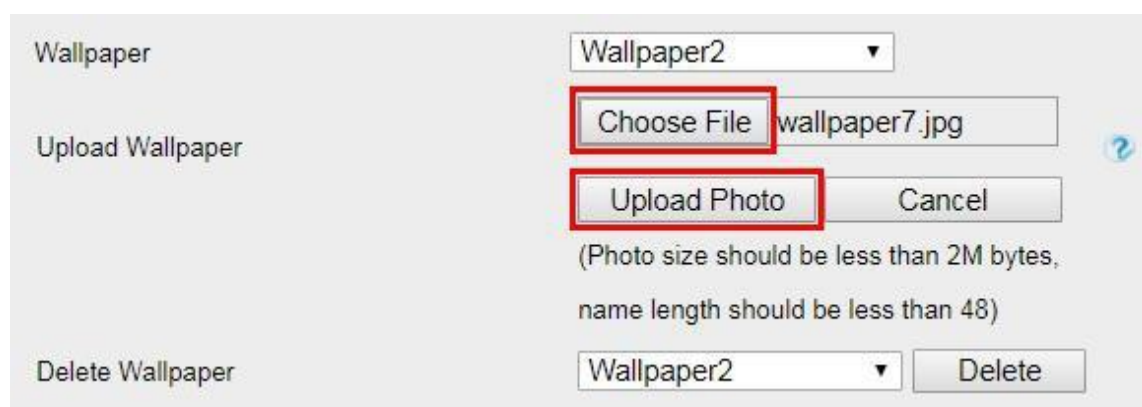 Wallpaper
Wallpaper2
Upload Wallpaper
Choose File wallpaper7.jpg
Upload Photo Cancel
(Photo size should be less than 2M bytes,
name length should be less than 48)
Delete Wallpaper
Wallpaper2 Delete